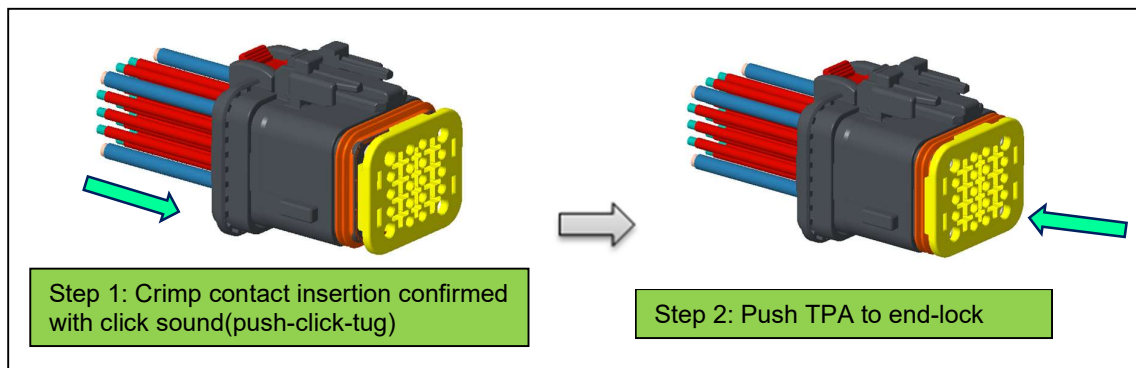 Step 1: Crimp contact insertion confirmed
with click sound(push-click-tug)
Step 2: Push TPA to end-lock